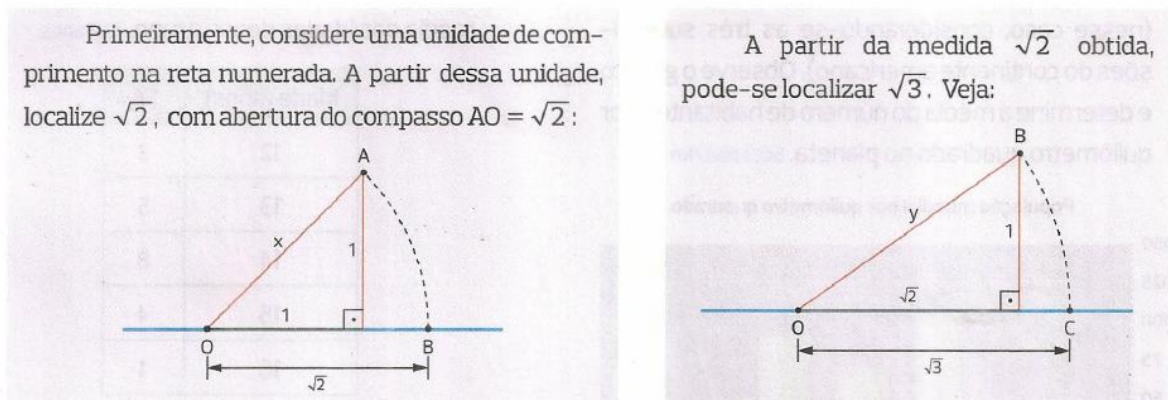 Primeiramente, considere uma unidade de com-
primento na reta numerada. A partir dessa unidade,
localize √2, com abertura do compasso AO = √2 :
A
x
1
1
O
B
√2
A partir da medida √2 obtida,
pode-se localizar √3. Veja:
B
y
1
√2
O
C
√3